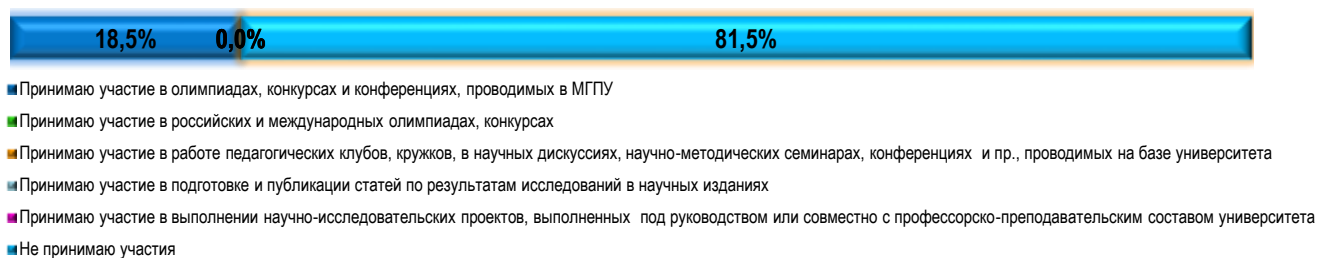 18,5% 0,0% 81,5%
Принимаю участие в олимпиадах, конкурсах и конференциях, проводимых в МГПУ
Принимаю участие в российских и международных олимпиадах, конкурсах
Принимаю участие в работе педагогических клубов, кружков, в научных дискуссиях, научно-методических семинарах, конференциях и пр., проводимых на базе университета
Принимаю участие в подготовке и публикации статей по результатам исследований в научных изданиях
Принимаю участие в выполнении научно-исследовательских проектов, выполненных под руководством или совместно с профессорско-преподавательским составом университета
Не принимаю участия